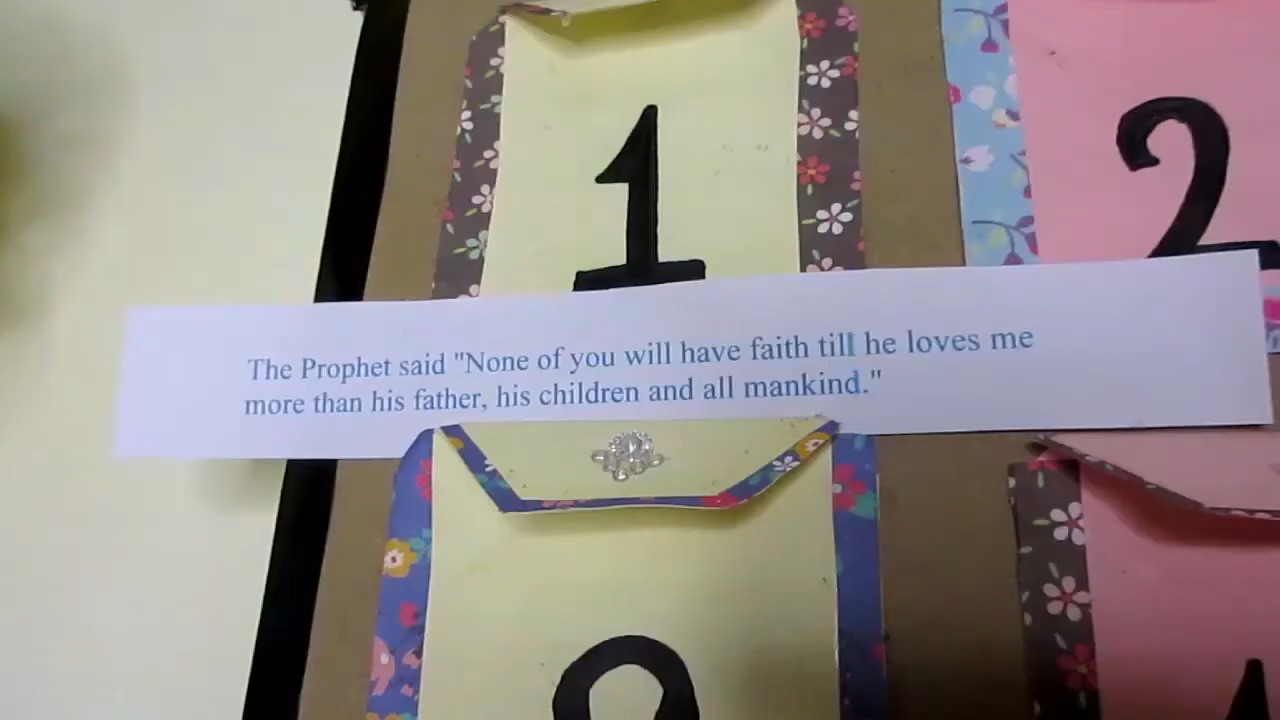 1
2
The Prophet said "None of you will have faith till he loves me
more than his father, his children and all mankind."